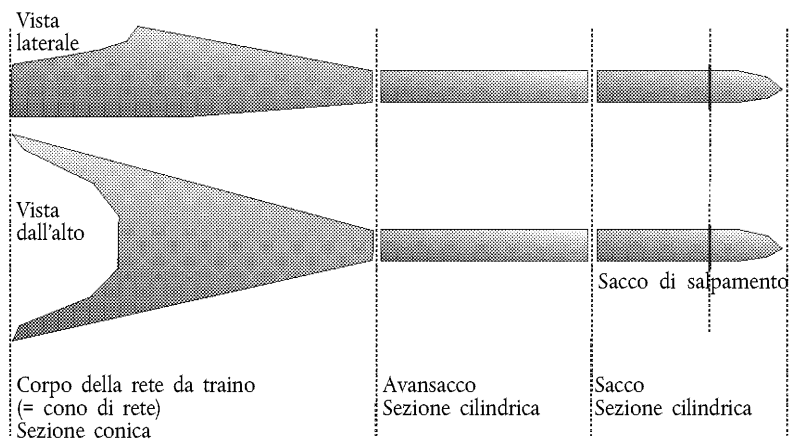 Vista
laterale
Vista
dall'alto
Sacco di salpamento
Corpo della rete da traino
(= cono di rete)
Sezione conica
Avansacco
Sezione cilindrica
Sacco
Sezione cilindrica